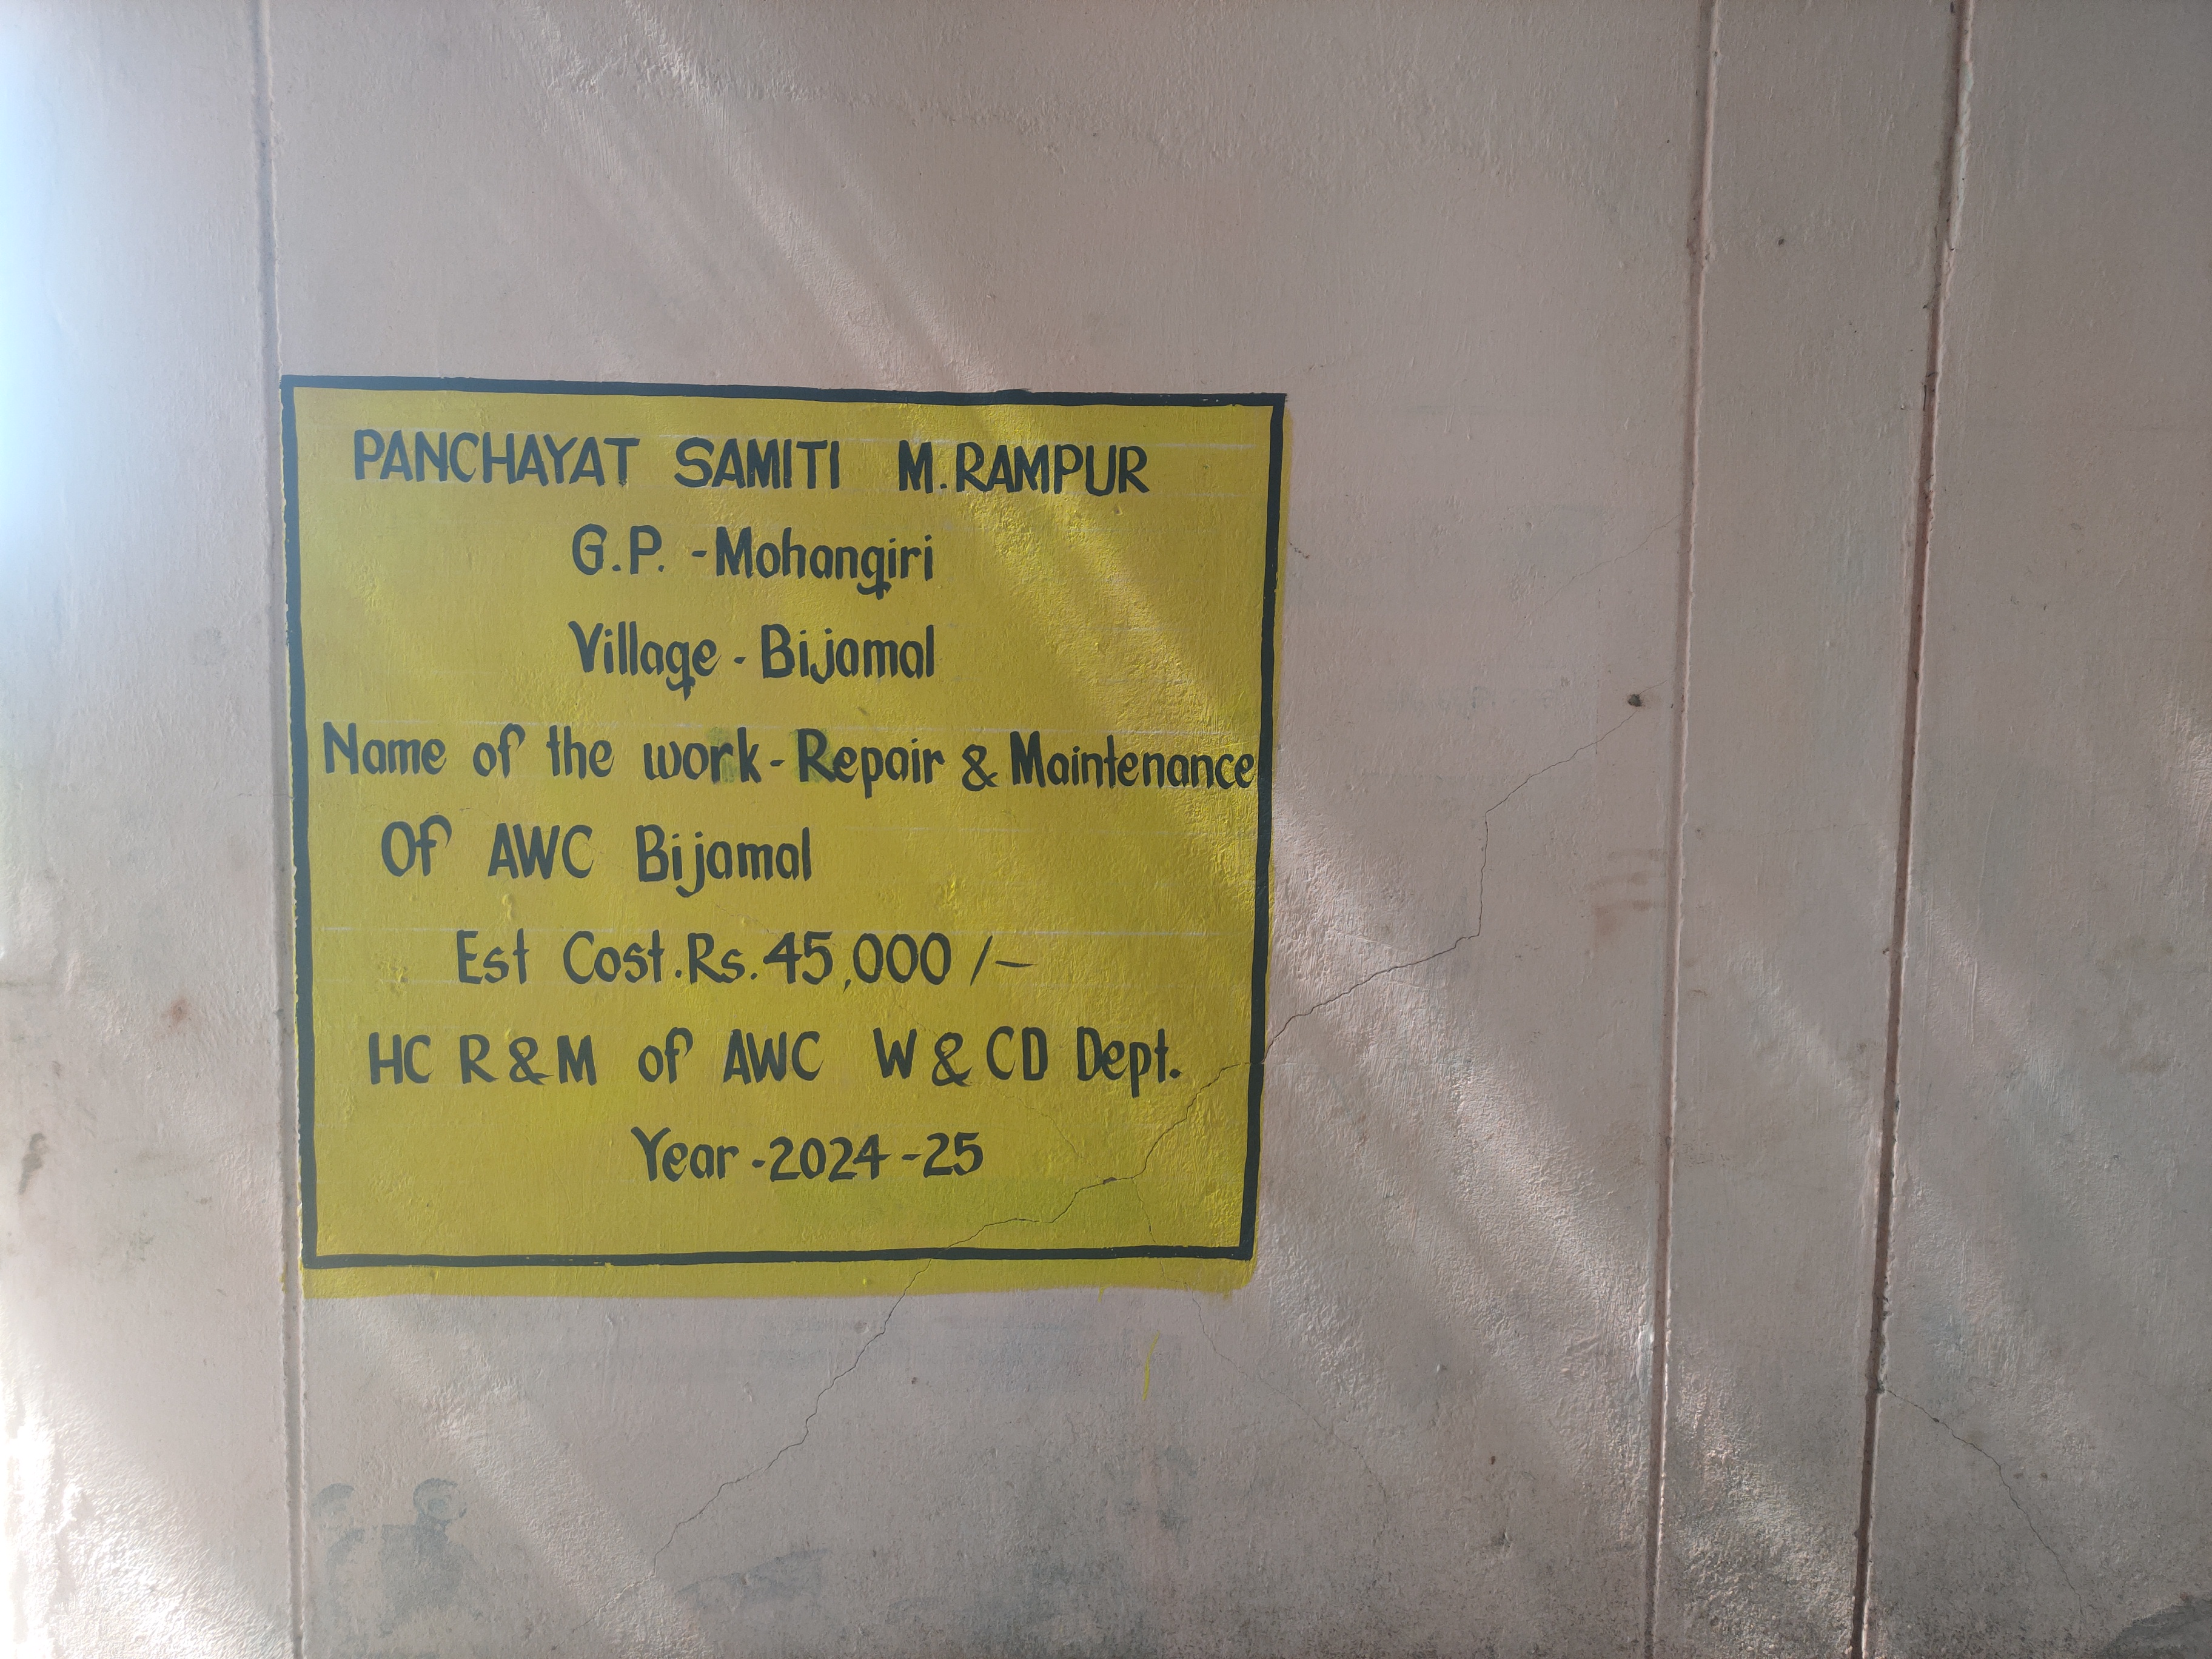 PANCHAYAT SAMITI M.RAMPUR
G.P. - Mohangiri
Village - Bijamal
Name of the work - Repair & Maintenance
Of AWC Bijamal
Est Cost.Rs.45,000/-
HC R&M of AWC W&CD Dept.
Year-2024-25